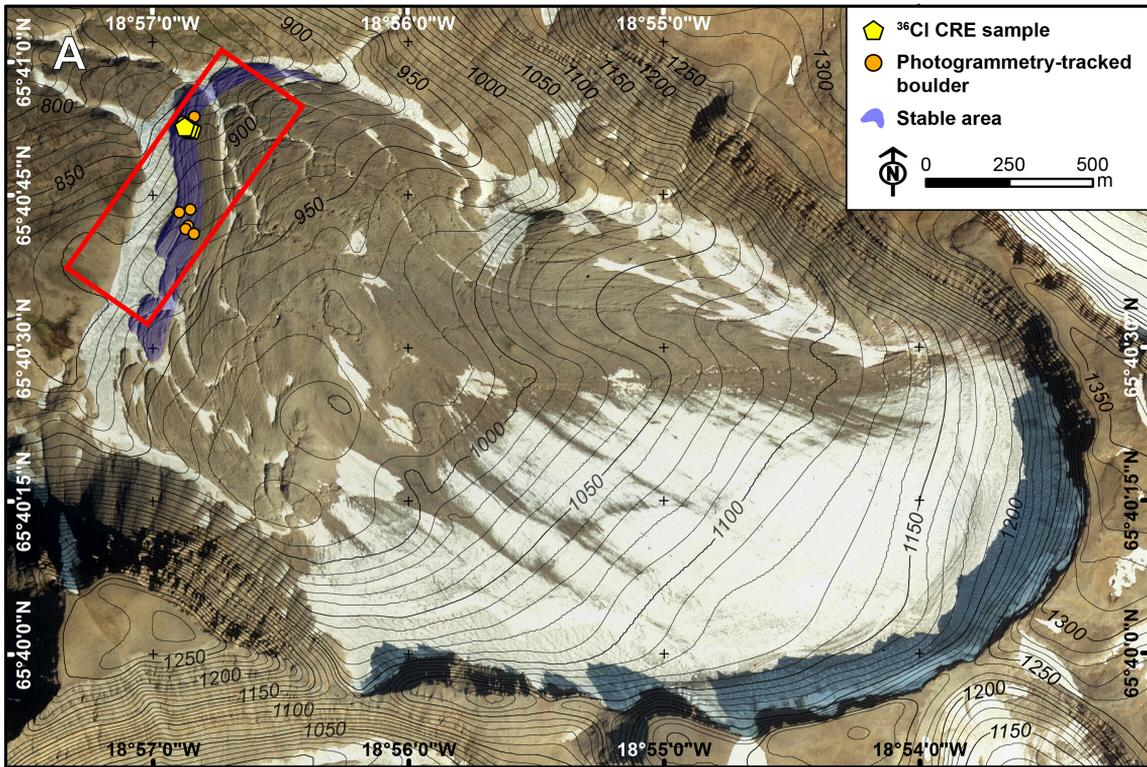 A
18°57'0"W
18°56'0"W
18°55'0"W
³⁶Cl CRE sample
Photogrammetry-tracked
boulder
Stable area
N
0 250 500
m
65°41'0"N
65°40'45"N
65°40'30"N
65°40'15"N
65°40'0"N
900
950
1000
1050
1100
1150
1200
1250
1300
800
850
900
950
65°40'30"N
1350
1000
1050
1100
1150
1200
65°40'15"N
65°40'0"N
1300
1250
1200
1150
1250
1200
1150
1100
1050
18°57'0"W
18°56'0"W
18°55'0"W
18°54'0"W